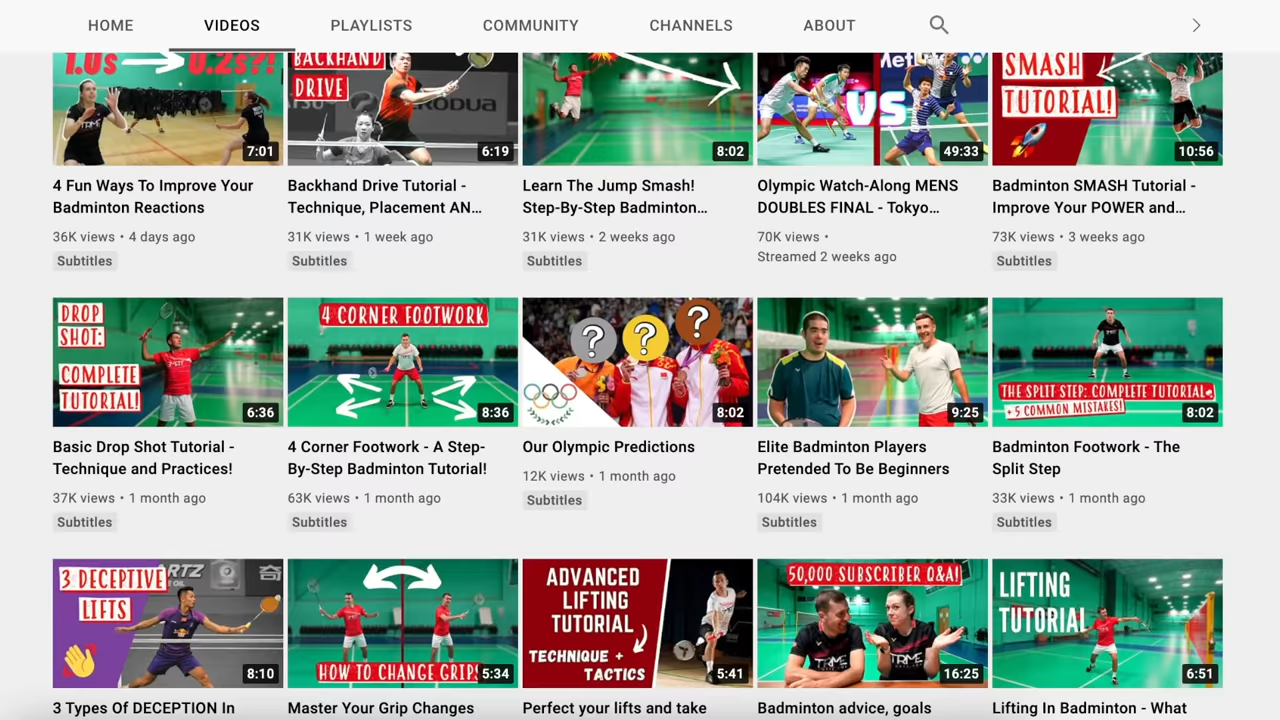 HOME
VIDEOS
PLAYLISTS
COMMUNITY
CHANNELS
ABOUT
1.0s
0.2s?!
7:01
BACKHAND
DRIVE
6:19
8:02
VS
49:33
SMASH
TUTORIAL!
10:56
4 Fun Ways To Improve Your
Badminton Reactions
36K views • 4 days ago
Subtitles
Backhand Drive Tutorial -
Technique, Placement AN...
31K views • 1 week ago
Subtitles
Learn The Jump Smash!
Step-By-Step Badminton...
31K views • 2 weeks ago
Subtitles
Olympic Watch-Along MENS
DOUBLES FINAL - Tokyo...
70K views •
Streamed 2 weeks ago
Badminton SMASH Tutorial -
Improve Your POWER and...
73K views • 3 weeks ago
Subtitles
DROP
SHOT:
COMPLETE
TUTORIAL!
6:36
4 CORNER FOOTWORK
8:36
? ? ?
8:02
9:25
THE SPLIT STEP: COMPLETE TUTORIAL
+ 5 COMMON MISTAKES!
8:02
Basic Drop Shot Tutorial -
Technique and Practices!
37K views • 1 month ago
Subtitles
4 Corner Footwork - A Step-
By-Step Badminton Tutorial!
63K views • 1 month ago
Subtitles
Our Olympic Predictions
12K views • 1 month ago
Subtitles
Elite Badminton Players
Pretended To Be Beginners
104K views • 1 month ago
Subtitles
Badminton Footwork - The
Split Step
33K views • 1 month ago
Subtitles
3 DECEPTIVE
LIFTS
8:10
HOW TO CHANGE GRIPS
5:34
ADVANCED
LIFTING
TUTORIAL
TECHNIQUE +
TACTICS
5:41
50,000 SUBSCRIBER Q&A!
16:25
LIFTING
TUTORIAL
6:51
3 Types Of DECEPTION In
Master Your Grip Changes
Perfect your lifts and take
Badminton advice, goals
Lifting In Badminton - What